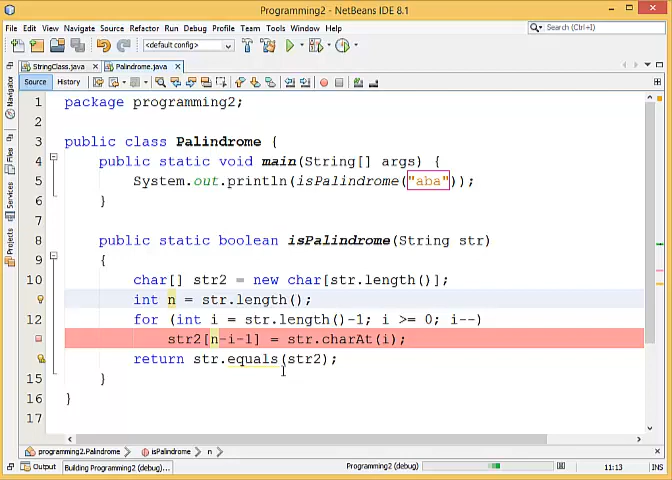 Programming2 - NetBeans IDE 8.1
File Edit View Navigate Source Refactor Run Debug Profile Team Tools Window Help
Search (Ctrl+I)
<default config>
StringClass.java Palindrome.java
Source History
Navigator
Files
Services
Projects
1 package programming2;
2
3 public class Palindrome {
4 public static void main(String[] args) {
5 System.out.println(isPalindrome("aba"));
6 }
7
8 public static boolean isPalindrome(String str)
9 {
10 char[] str2 = new char[str.length()];
int n = str.length();
12 for (int i = str.length()-1; i >= 0; i--)
str2[n-i-1] = str.charAt(i);
return str.equals(str2);
15 }
16 }
17
programming2.Palindrome isPalindrome n
Output Building Programming2 (debug)... Programming2 (debug) 11:13 INS